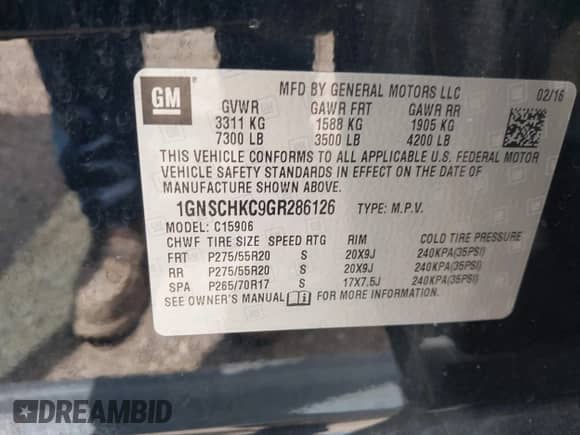 GM
MFD BY GENERAL MOTORS LLC 02/16
GVWR GAWR FRT GAWR RR
3311 KG 1588 KG 1905 KG
7300 LB 3500 LB 4200 LB
THIS VEHICLE CONFORMS TO ALL APPLICABLE U.S. FEDERAL MOTOR
VEHICLE SAFETY STANDARDS IN EFFECT ON THE DATE OF
MANUFACTURE SHOWN ABOVE.
1GNSCHKC9GR286126 TYPE: M.P.V.
MODEL: C15906
CHWF TIRE SIZE SPEED RTG RIM COLD TIRE PRESSURE
FRT P275/55R20 S 20X9J 240KPA(35PSI)
RR P275/55R20 S 20X9J 240KPA(35PSI)
SPA P265/70R17 S 17X7.5J 240KPA(35PSI)
SEE OWNER'S MANUAL FOR MORE INFORMATION.
DREAMBID